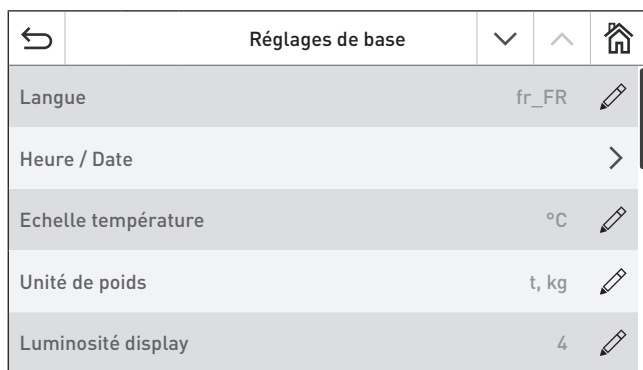 Réglages de base
Langue fr_FR
Heure / Date
Echelle température °C
Unité de poids t, kg
Luminosité display 4